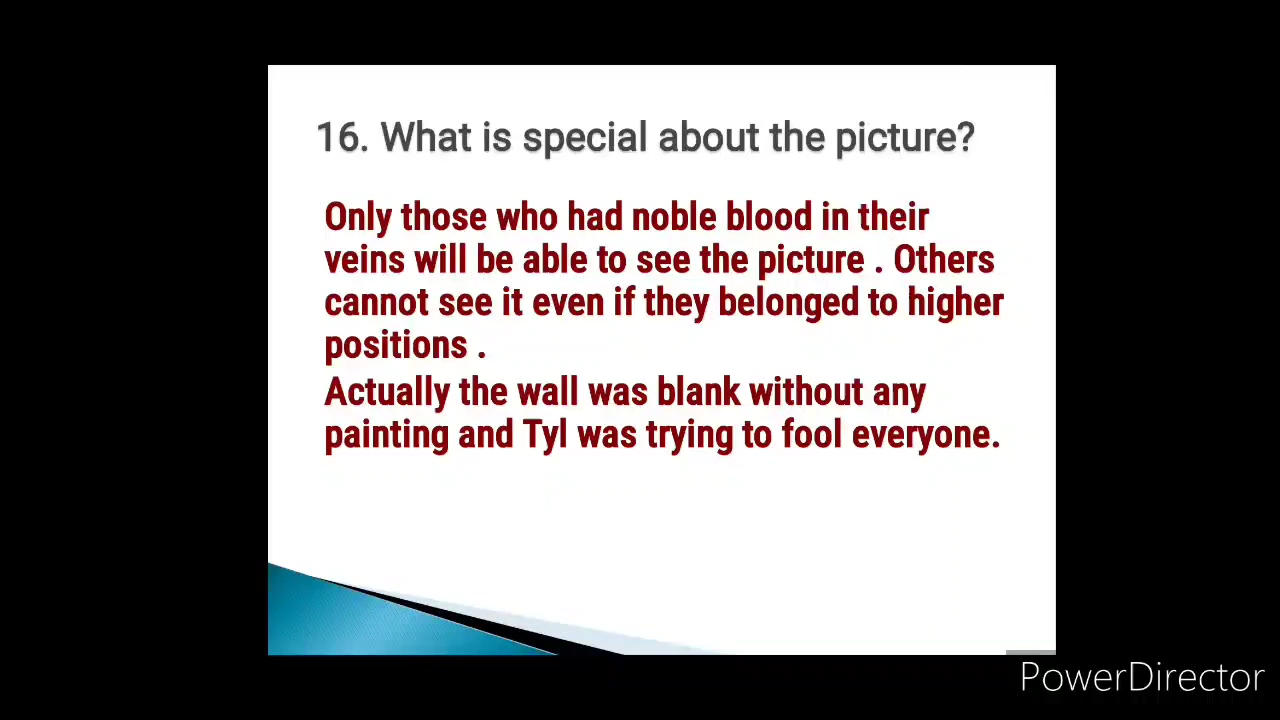 16. What is special about the picture?
Only those who had noble blood in their
veins will be able to see the picture . Others
cannot see it even if they belonged to higher
positions .
Actually the wall was blank without any
painting and Tyl was trying to fool everyone.
PowerDirector